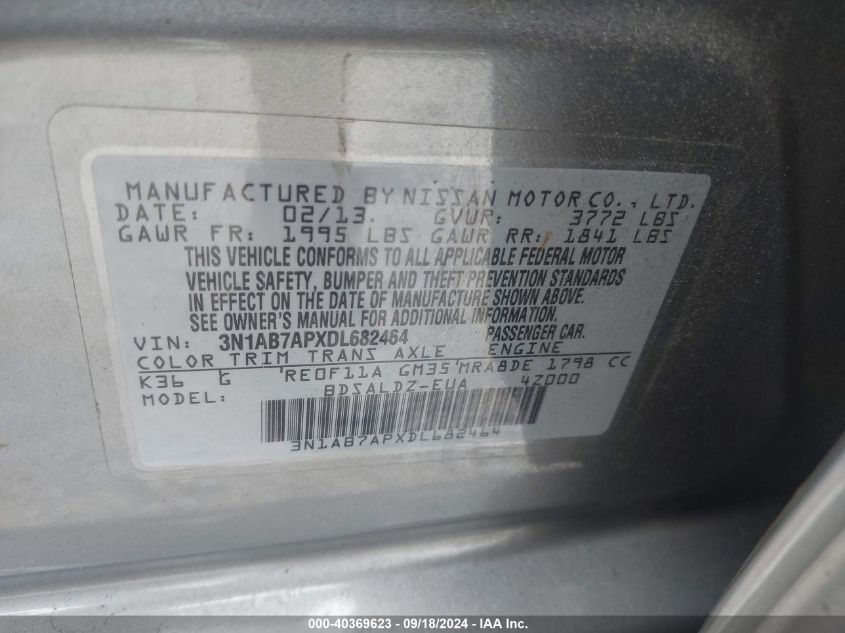 MANUFACTURED BY NISSAN MOTOR CO., LTD.
DATE: 02/13. GVWR: 3772 LBS
GAWR FR: 1995 LBS GAWR RR: 1841 LBS
THIS VEHICLE CONFORMS TO ALL APPLICABLE FEDERAL MOTOR
VEHICLE SAFETY, BUMPER AND THEFT PREVENTION STANDARDS
IN EFFECT ON THE DATE OF MANUFACTURE SHOWN ABOVE.
SEE OWNER'S MANUAL FOR ADDITIONAL INFORMATION.
VIN: 3N1AB7APXDL682464 PASSENGER CAR.
COLOR TRIM TRANS AXLE ENGINE
K36 G RE0F11A GM35 MRA8DE 1798 CC
MODEL: BDSALDZ-EUA 4Z000
3N1AB7APXDL682464
000-40369623 - 09/18/2024 - IAA Inc.